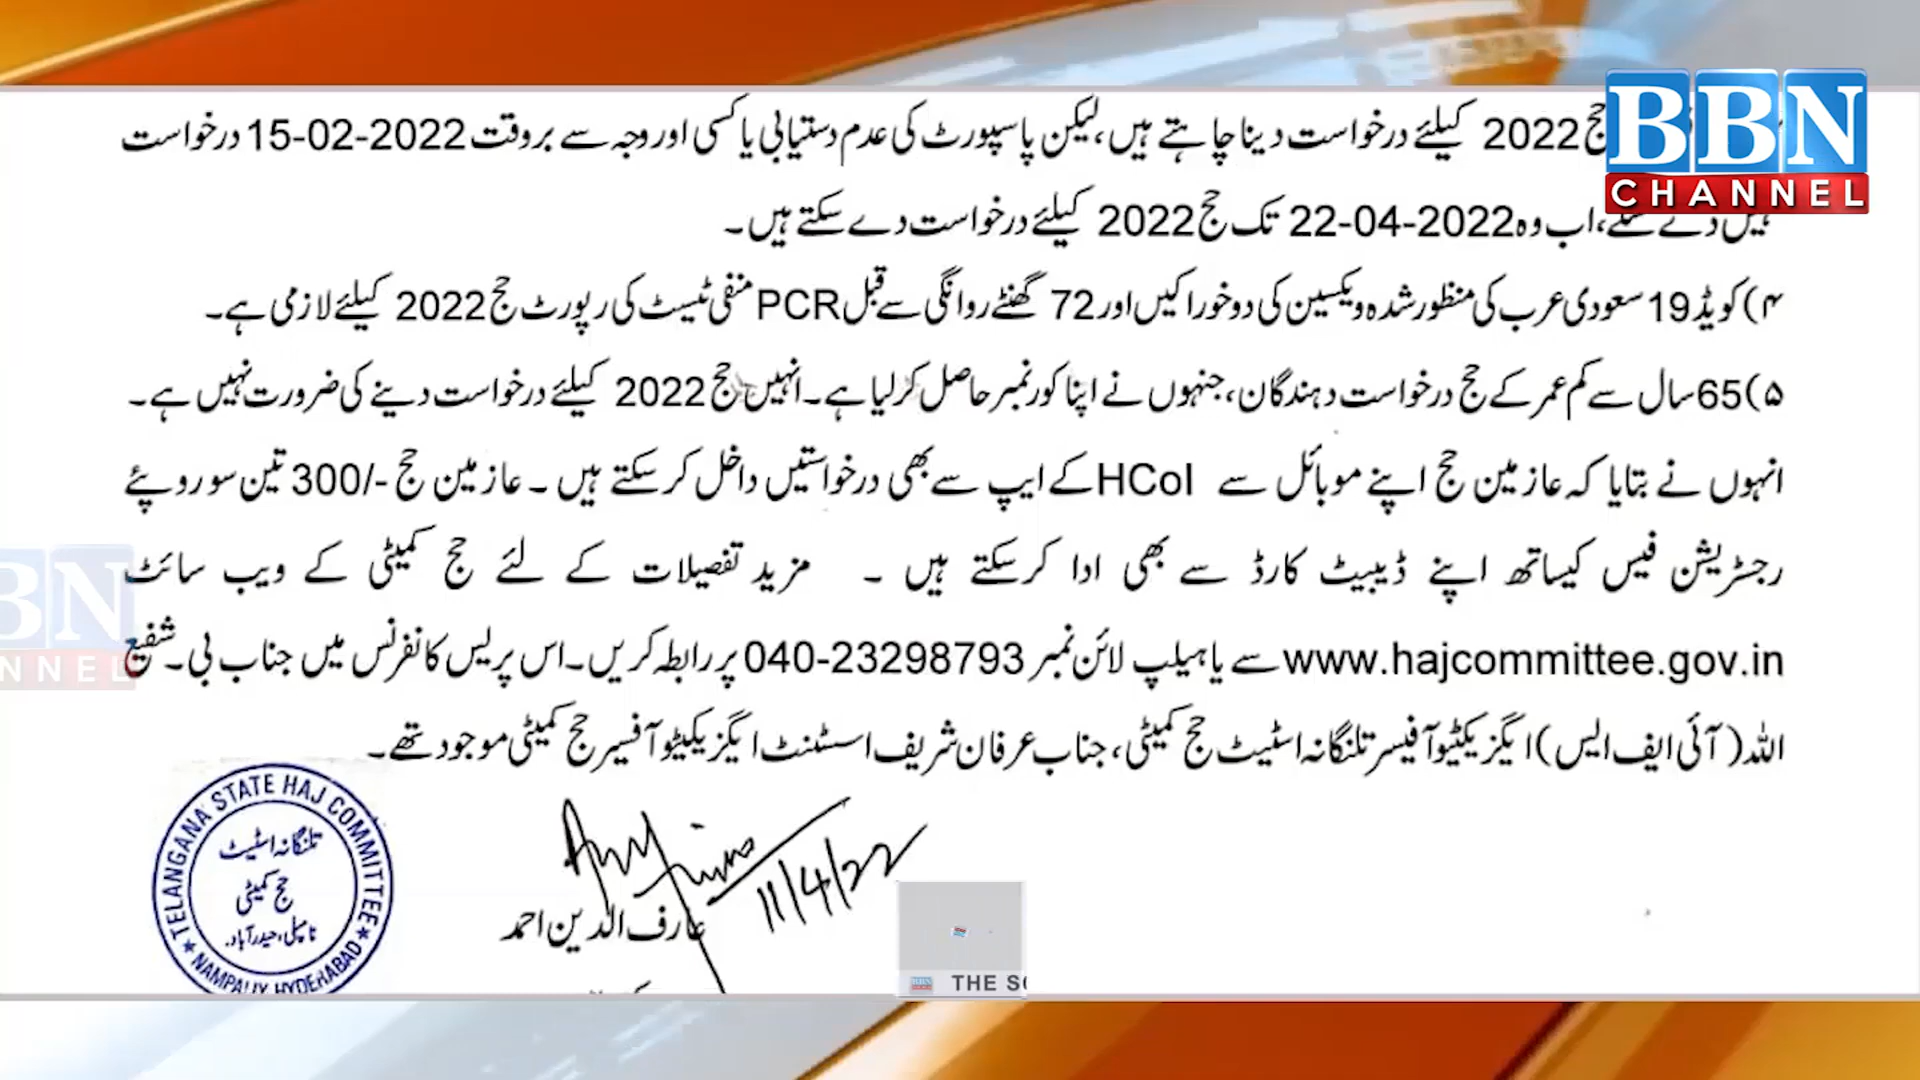 حج 2022 کیلئے درخواست دینا چاہتے ہیں، لیکن پاسپورٹ کی عدم دستیابی یا کسی اور وجہ سے بروقت 15-02-2022 درخواست
نہیں دے سکے، اب وہ 22-04-2022 تک حج 2022 کیلئے درخواست دے سکتے ہیں۔
۴) کویڈ 19 سعودی عرب کی منظور شدہ ویکسین کی دو خوراکیں اور 72 گھنٹے روانگی سے قبل PCR منفی ٹیسٹ کی رپورٹ حج 2022 کیلئے لازمی ہے۔
۵) 65 سال سے کم عمر کے حج درخواست دہندگان، جنہوں نے اپنا کور نمبر حاصل کرلیا ہے۔ انہیں حج 2022 کیلئے درخواست دینے کی ضرورت نہیں ہے۔
انہوں نے بتایا کہ عازمین حج اپنے موبائل سے HCoI کے ایپ سے بھی درخواستیں داخل کر سکتے ہیں ۔ عازمین حج -/300 تین سو روپئے
رجسٹریشن فیس کیساتھ اپنے ڈیبیٹ کارڈ سے بھی ادا کرسکتے ہیں ۔ مزید تفصیلات کے لئے حج کمیٹی کے ویب سائٹ
www.hajcommittee.gov.in سے یا ہیلپ لائن نمبر 040-23298793 پر رابطہ کریں۔ اس پریس کانفرنس میں جناب بی۔ شفیع
اللہ (آئی ایف ایس) ایگزیکٹیو آفیسر تلنگانہ اسٹیٹ حج کمیٹی، جناب عرفان شریف اسسٹنٹ ایگزیکیٹو آفسیر حج کمیٹی موجود تھے۔
11/4/22
عارف الدین احمد
TELANGANA STATE HAJ COMMITTEE
تلنگانہ اسٹیٹ
حج کمیٹی
نامپلی، حیدرآباد۔
NAMPALLY HYDERABAD
BBN
CHANNEL
BN
NNEL
THE SO